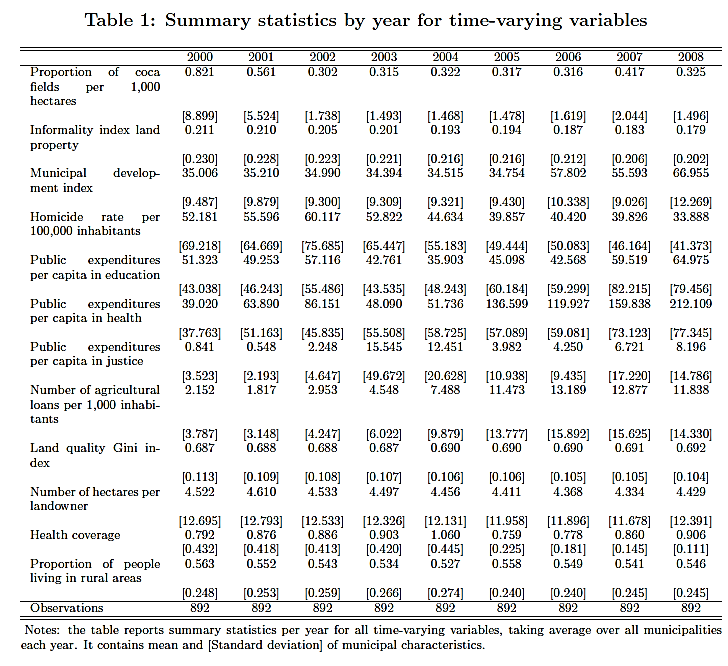 Table 1: Summary statistics by year for time-varying variables
2000 2001 2002 2003 2004 2005 2006 2007 2008
Proportion of coca 0.821 0.561 0.302 0.315 0.322 0.317 0.316 0.417 0.325
fields per 1,000
hectares
[8.899] [5.524] [1.738] [1.493] [1.468] [1.478] [1.619] [2.044] [1.496]
Informality index land 0.211 0.210 0.205 0.201 0.193 0.194 0.187 0.183 0.179
property
[0.230] [0.228] [0.223] [0.221] [0.216] [0.216] [0.212] [0.206] [0.202]
Municipal develop- 35.006 35.210 34.990 34.394 34.515 34.754 57.802 55.593 66.955
ment index
[9.487] [9.879] [9.300] [9.309] [9.321] [9.430] [10.338] [9.026] [12.269]
Homicide rate per 52.181 55.596 60.117 52.822 44.634 39.857 40.420 39.826 33.888
100,000 inhabitants
[69.218] [64.669] [75.685] [65.447] [55.183] [49.444] [50.083] [46.164] [41.373]
Public expenditures 51.323 49.253 57.116 42.761 35.903 45.098 42.568 59.519 64.975
per capita in education
[43.038] [46.243] [55.486] [43.535] [48.243] [60.184] [59.299] [82.215] [79.456]
Public expenditures 39.020 63.890 86.151 48.090 51.736 136.599 119.927 159.838 212.109
per capita in health
[37.763] [51.163] [45.835] [55.508] [58.725] [57.089] [59.081] [73.123] [77.345]
Public expenditures 0.841 0.548 2.248 15.545 12.451 3.982 4.250 6.721 8.196
per capita in justice
[3.523] [2.193] [4.647] [49.672] [20.628] [10.938] [9.435] [17.220] [14.786]
Number of agricultural 2.152 1.817 2.953 4.548 7.488 11.473 13.189 12.877 11.838
loans per 1,000 inhabi-
tants
[3.787] [3.148] [4.247] [6.022] [9.879] [13.777] [15.892] [15.625] [14.330]
Land quality Gini in- 0.687 0.688 0.688 0.687 0.690 0.690 0.690 0.691 0.692
dex
[0.113] [0.109] [0.108] [0.107] [0.106] [0.106] [0.105] [0.105] [0.104]
Number of hectares per 4.522 4.610 4.533 4.497 4.456 4.411 4.368 4.334 4.429
landowner
[12.695] [12.793] [12.533] [12.326] [12.131] [11.958] [11.896] [11.678] [12.391]
Health coverage 0.792 0.876 0.886 0.903 1.060 0.759 0.778 0.860 0.906
[0.432] [0.418] [0.413] [0.420] [0.445] [0.225] [0.181] [0.145] [0.111]
Proportion of people 0.563 0.552 0.543 0.534 0.527 0.558 0.549 0.541 0.546
living in rural areas
[0.248] [0.253] [0.259] [0.266] [0.274] [0.240] [0.240] [0.245] [0.245]
Observations 892 892 892 892 892 892 892 892 892
Notes: the table reports summary statistics per year for all time-varying variables, taking average over all municipalities
each year. It contains mean and [Standard deviation] of municipal characteristics.